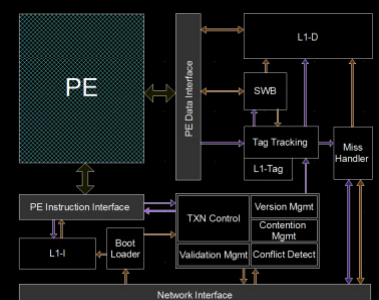 PE
PE Data Interface
L1-D
SWB
Tag Tracking
L1-Tag
Miss
Handler
PE Instruction Interface
L1-I
Boot
Loader
TXN Control
Version Mgmt
Contention
Mgmt
Validation Mgmt
Conflict Detect
Network Interface